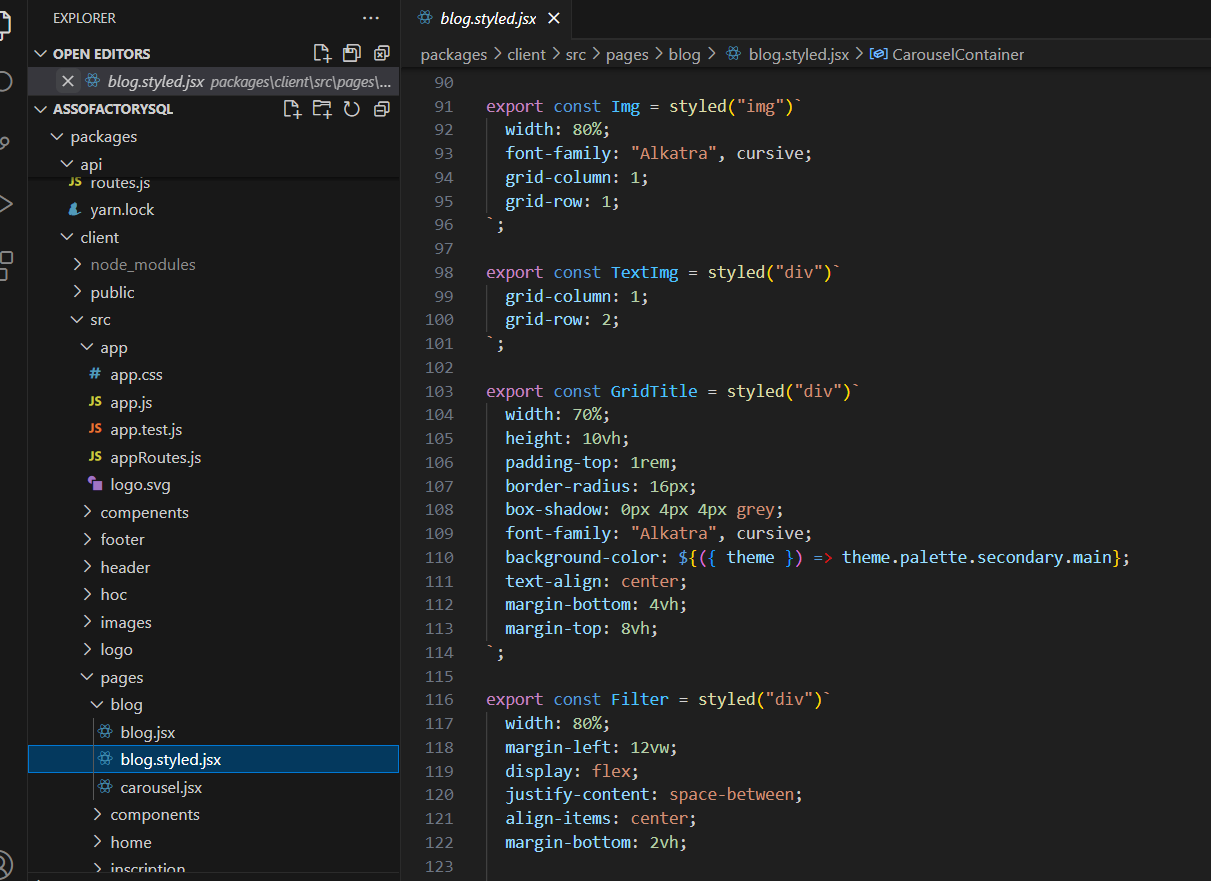 EXPLORER
OPEN EDITORS
blog.styled.jsx packages\client\src\pages\...
ASSOFACTORYSQL
packages
api
JS routes.js
yarn.lock
client
node_modules
public
src
app
# app.css
JS app.js
JS app.test.js
JS appRoutes.js
logo.svg
compenents
footer
header
hoc
images
logo
pages
blog
blog.jsx
blog.styled.jsx
carousel.jsx
components
home
inscription
blog.styled.jsx
packages > client > src > pages > blog > blog.styled.jsx > CarouselContainer
90
91 export const Img = styled("img")`
92 width: 80%;
93 font-family: "Alkatra", cursive;
94 grid-column: 1;
95 grid-row: 1;
96 `;
97
98 export const TextImg = styled("div")`
99 grid-column: 1;
100 grid-row: 2;
101 `;
102
103 export const GridTitle = styled("div")`
104 width: 70%;
105 height: 10vh;
106 padding-top: 1rem;
107 border-radius: 16px;
108 box-shadow: 0px 4px 4px grey;
109 font-family: "Alkatra", cursive;
110 background-color: ${({ theme }) => theme.palette.secondary.main};
111 text-align: center;
112 margin-bottom: 4vh;
113 margin-top: 8vh;
114 `;
115
116 export const Filter = styled("div")`
117 width: 80%;
118 margin-left: 12vw;
119 display: flex;
120 justify-content: space-between;
121 align-items: center;
122 margin-bottom: 2vh;
123